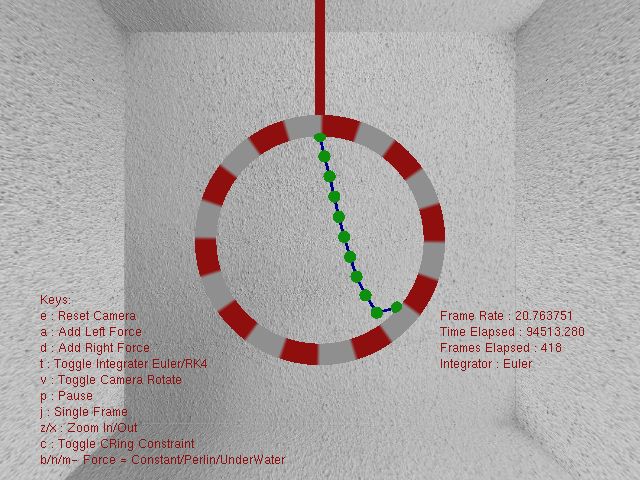 Keys:
e : Reset Camera
a : Add Left Force
d : Add Right Force
t : Toggle Integrater Euler/RK4
v : Toggle Camera Rotate
p : Pause
j : Single Frame
z/x : Zoom In/Out
c : Toggle CRing Constraint
b/n/m- Force = Constant/Perlin/UnderWater
Frame Rate : 20.763751
Time Elapsed : 94513.280
Frames Elapsed : 418
Integrator : Euler